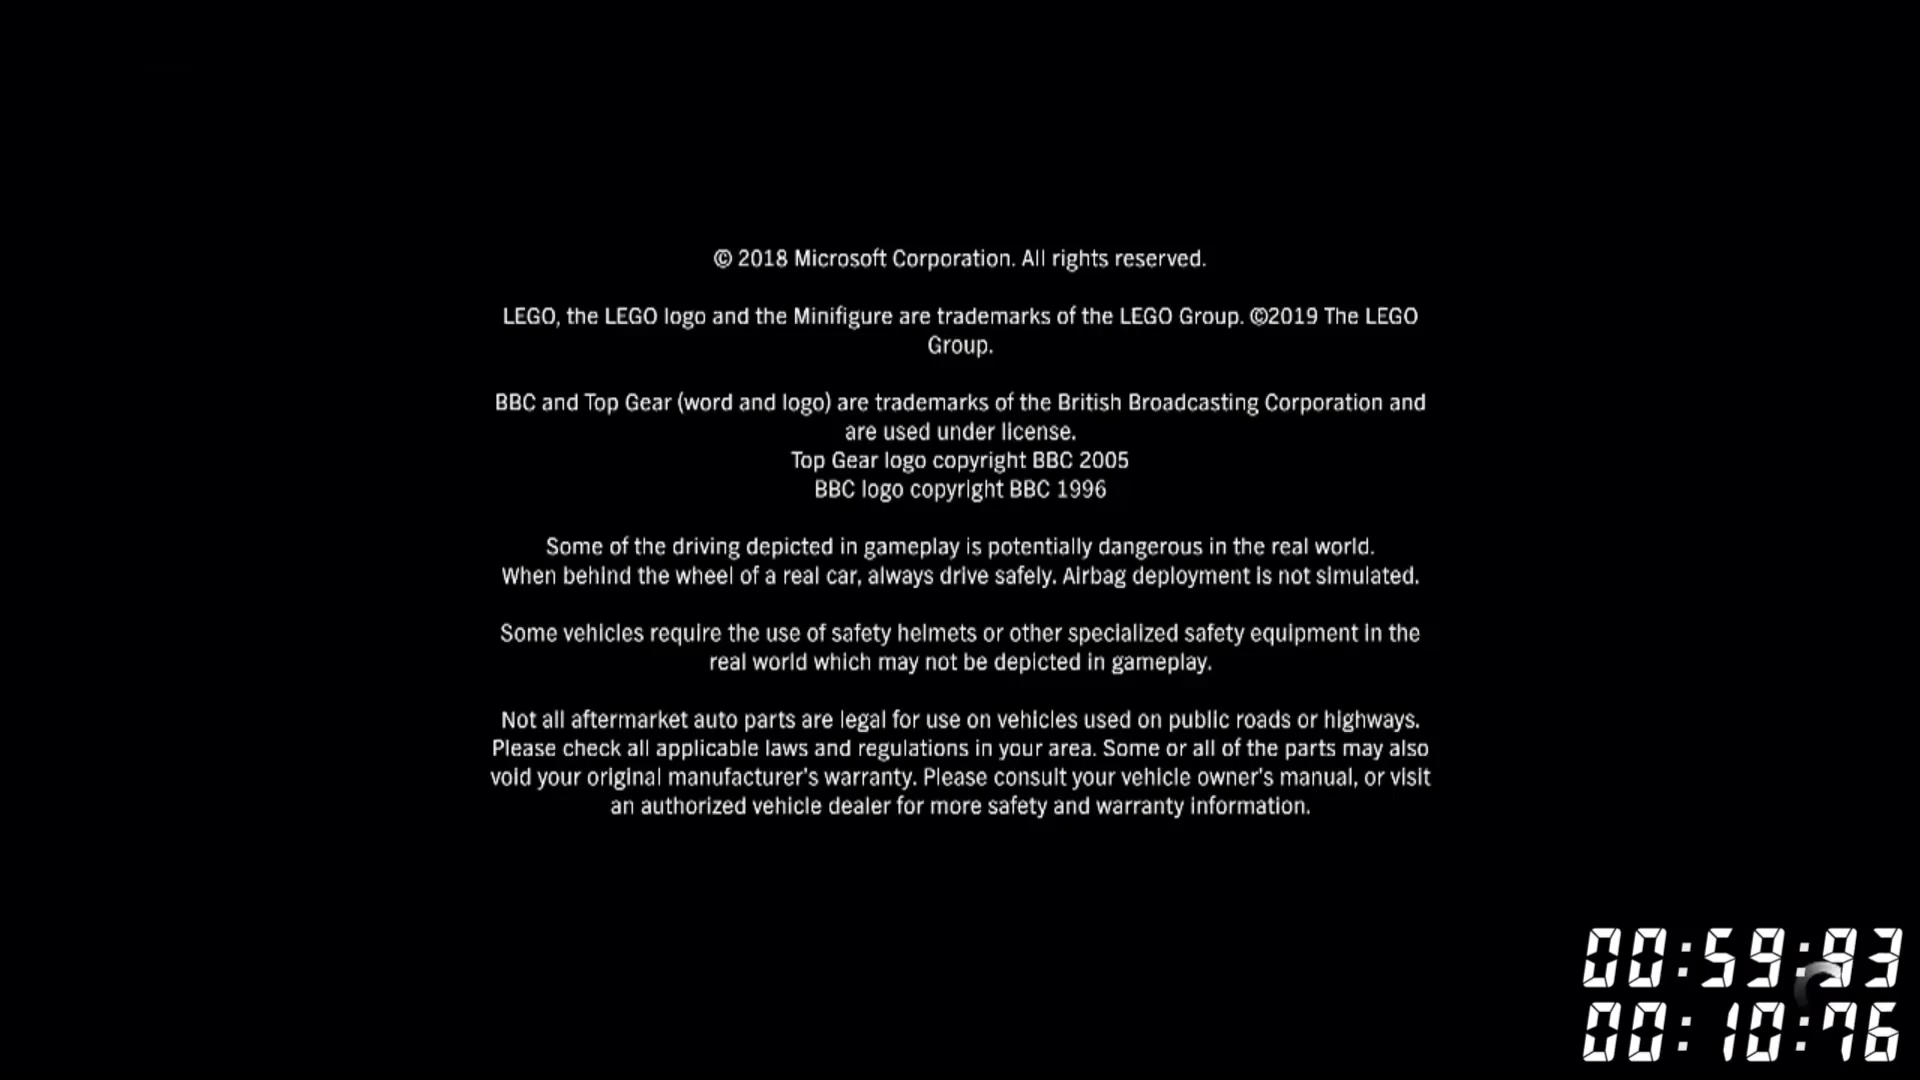 © 2018 Microsoft Corporation. All rights reserved.
LEGO, the LEGO logo and the Minifigure are trademarks of the LEGO Group. ©2019 The LEGO
Group.
BBC and Top Gear (word and logo) are trademarks of the British Broadcasting Corporation and
are used under license.
Top Gear logo copyright BBC 2005
BBC logo copyright BBC 1996
Some of the driving depicted in gameplay is potentially dangerous in the real world.
When behind the wheel of a real car, always drive safely. Airbag deployment is not simulated.
Some vehicles require the use of safety helmets or other specialized safety equipment in the
real world which may not be depicted in gameplay.
Not all aftermarket auto parts are legal for use on vehicles used on public roads or highways.
Please check all applicable laws and regulations in your area. Some or all of the parts may also
void your original manufacturer's warranty. Please consult your vehicle owner's manual, or visit
an authorized vehicle dealer for more safety and warranty information.
00:59:93
00:10:76